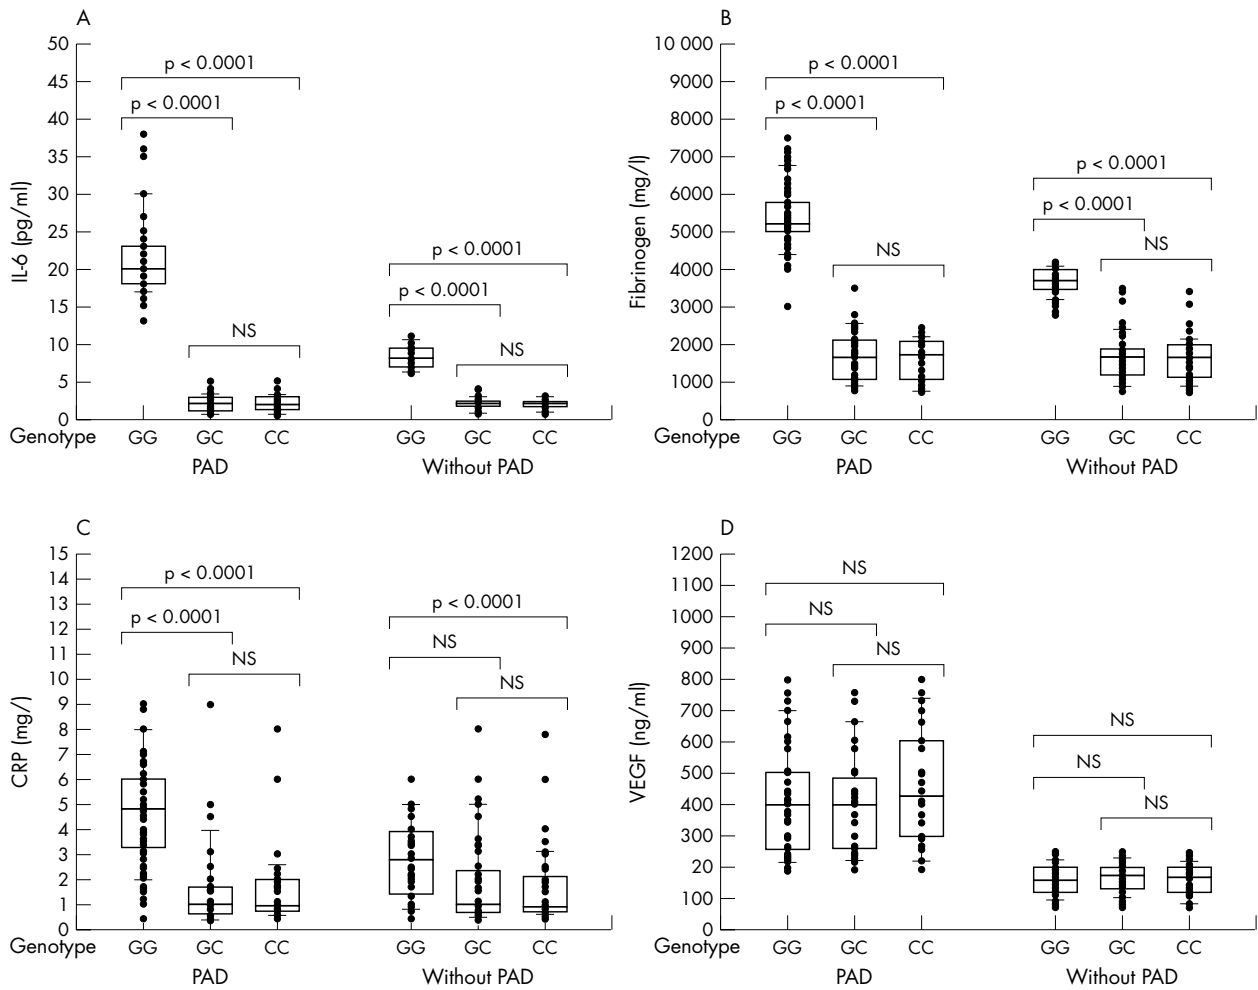 A
50
45
40
35
30
25
20
15
10
5
0
IL-6 (pg/ml)
p < 0.0001
p < 0.0001
NS
p < 0.0001
p < 0.0001
NS
Genotype GG GC CC GG GC CC
PAD Without PAD
B
10 000
9000
8000
7000
6000
5000
4000
3000
2000
1000
0
Fibrinogen (mg/l)
p < 0.0001
p < 0.0001
NS
p < 0.0001
p < 0.0001
NS
Genotype GG GC CC GG GC CC
PAD Without PAD
C
15
14
13
12
11
10
9
8
7
6
5
4
3
2
1
0
CRP (mg/)
p < 0.0001
p < 0.0001
NS
p < 0.0001
NS
NS
Genotype GG GC CC GG GC CC
PAD Without PAD
D
1200
1100
1000
900
800
700
600
500
400
300
20
100
0
VEGF (ng/ml)
NS
NS
NS
NS
NS
NS
Genotype GG GC CC GG GC CC
PAD Without PAD